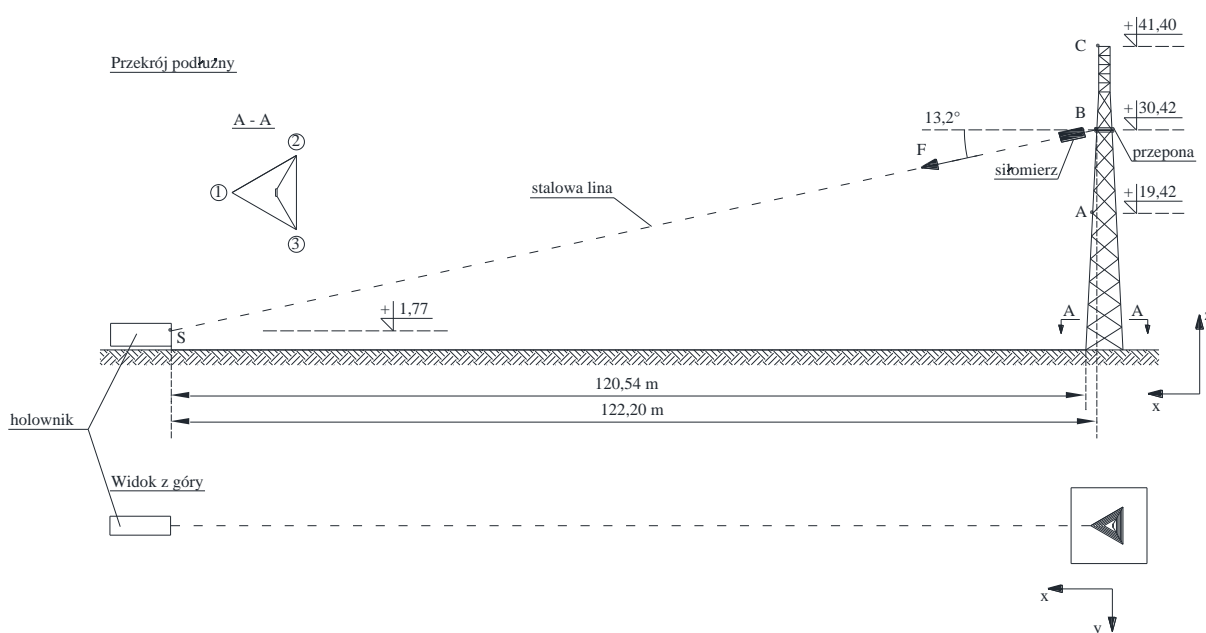 + 41,40
C
Przekrój podłużny
A - A
2
1
3
13,2°
B
+ 30,42
F
przepona
siłomierz
stalowa lina
A
+ 19,42
+ 1,77
S
A A
z
120,54 m
x
122,20 m
holownik
Widok z góry
x
y